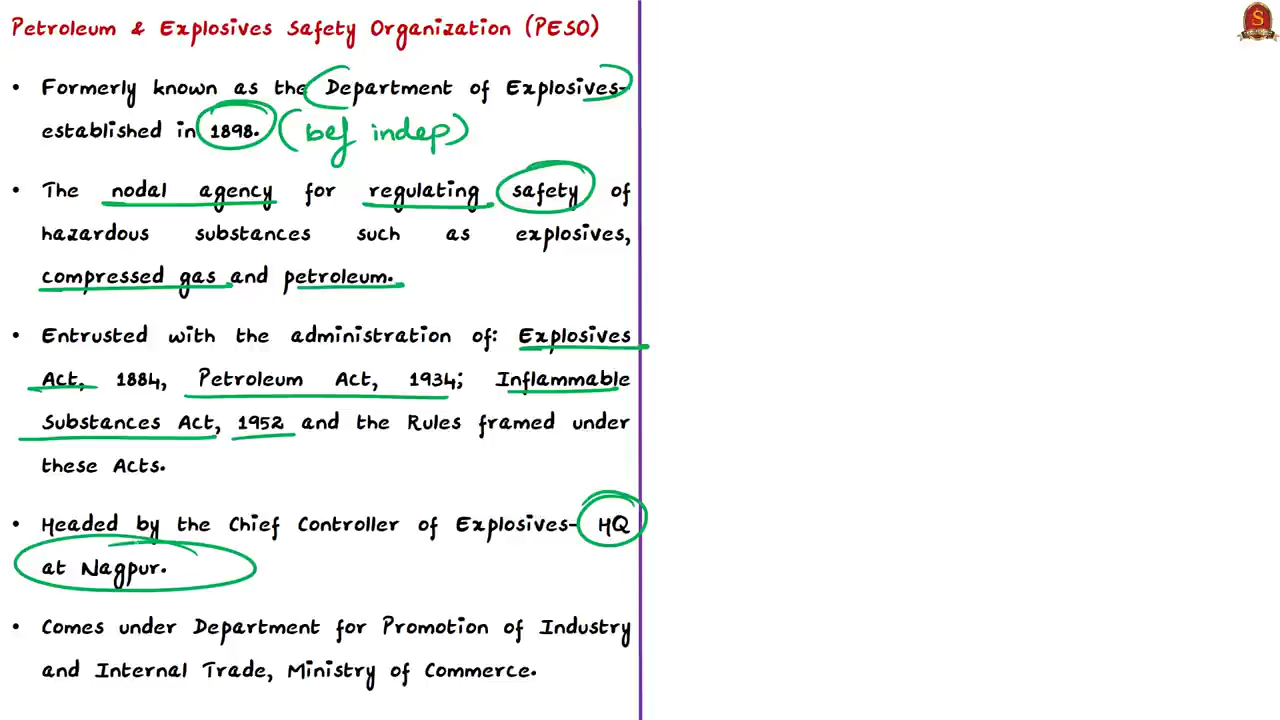 Petroleum & Explosives Safety Organization (PESO)
• Formerly known as the Department of Explosives-
established in 1898. (bef indep)
• The nodal agency for regulating safety of
hazardous substances such as explosives,
compressed gas and petroleum.
• Entrusted with the administration of: Explosives
Act, 1884, Petroleum Act, 1934; Inflammable
Substances Act, 1952 and the Rules framed under
these Acts.
• Headed by the Chief Controller of Explosives- HQ
at Nagpur.
• Comes under Department for Promotion of Industry
and Internal Trade, Ministry of Commerce.
S